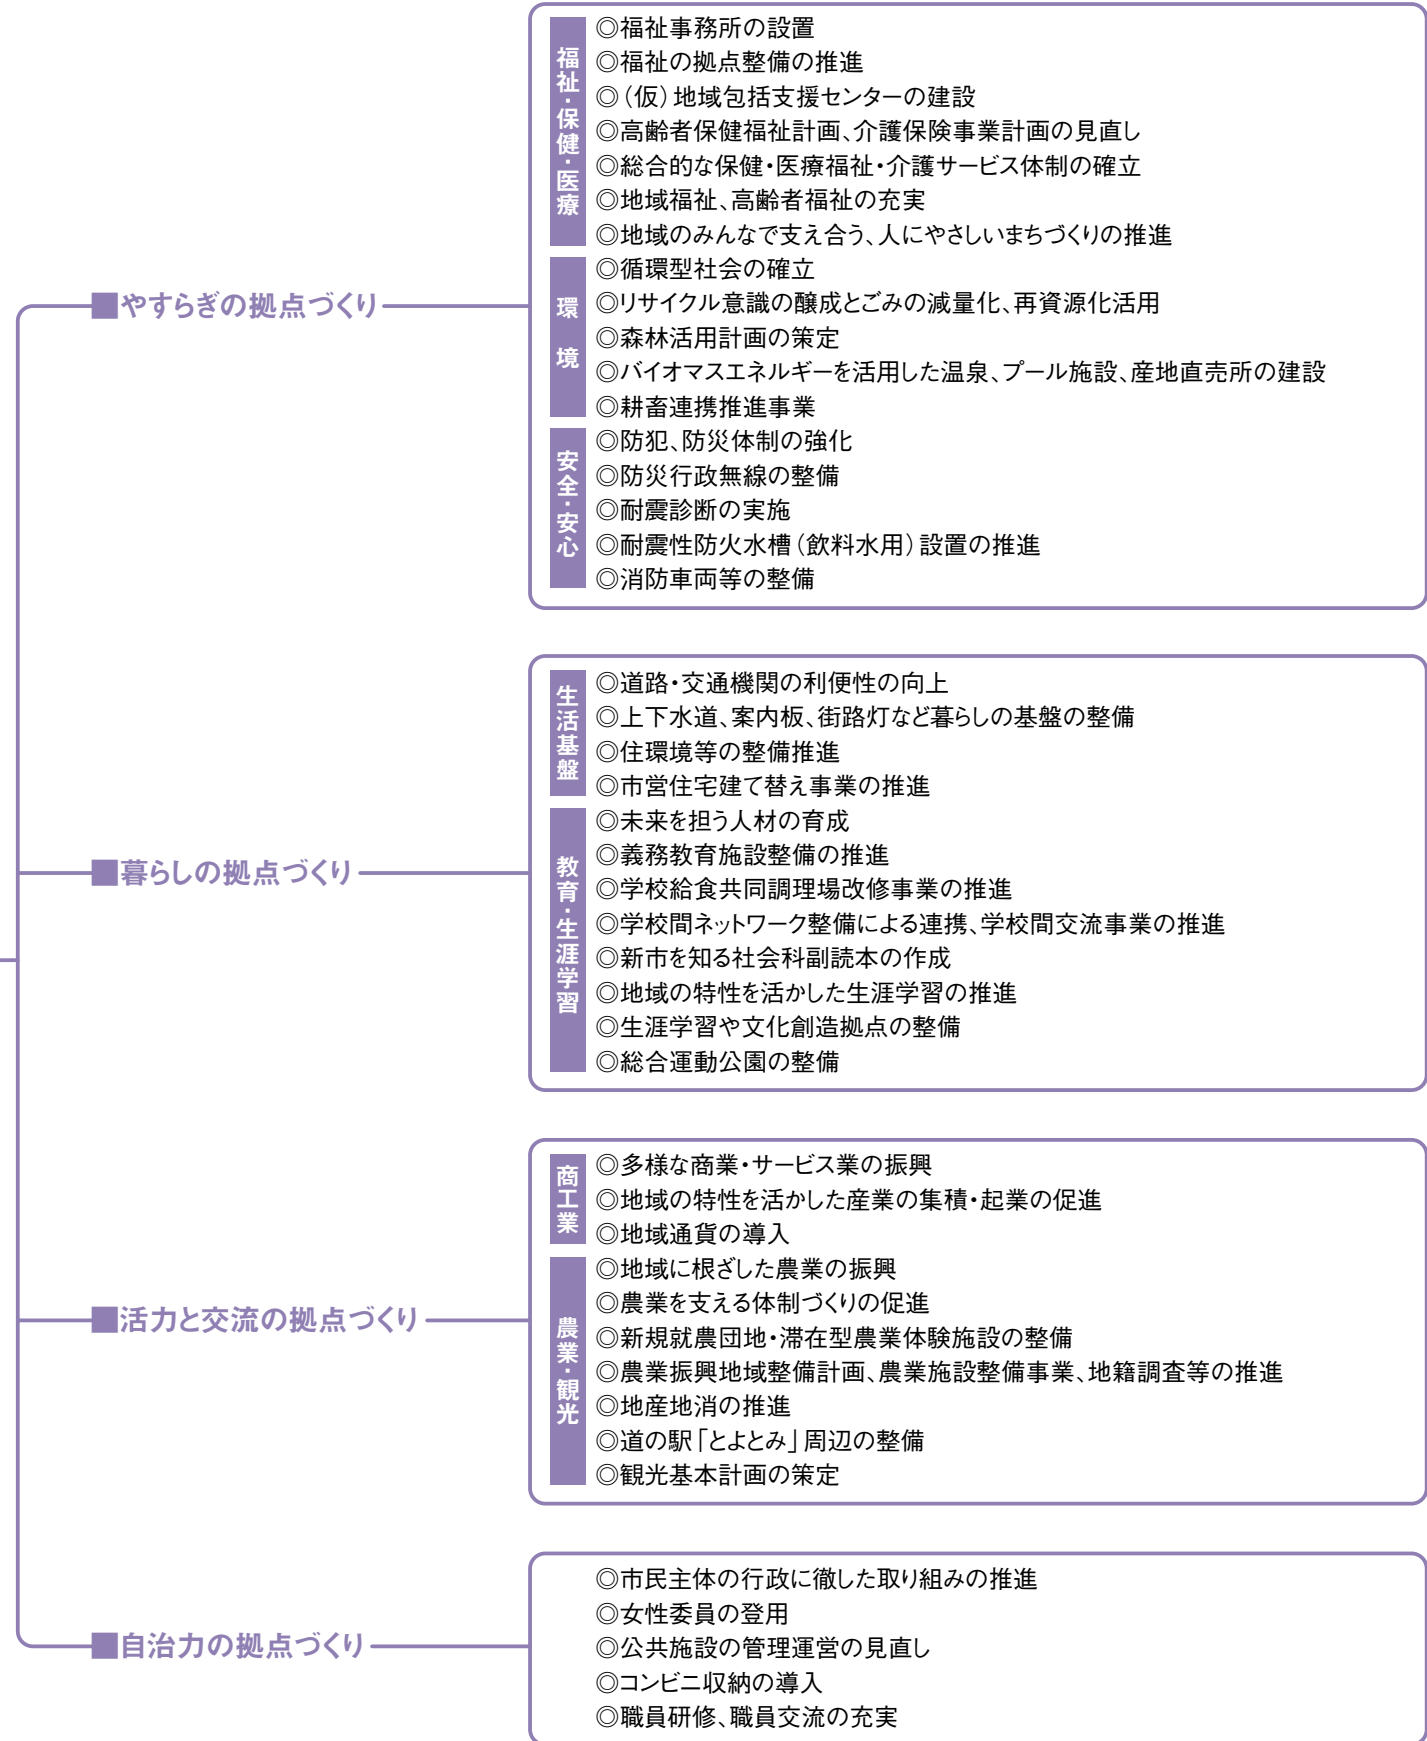 ■やすらぎの拠点づくり
福祉・保健・医療
◎福祉事務所の設置
◎福祉の拠点整備の推進
◎（仮）地域包括支援センターの建設
◎高齢者保健福祉計画、介護保険事業計画の見直し
◎総合的な保健・医療福祉・介護サービス体制の確立
◎地域福祉、高齢者福祉の充実
◎地域のみんなで支え合う、人にやさしいまちづくりの推進
環境
◎循環型社会の確立
◎リサイクル意識の醸成とごみの減量化、再資源化活用
◎森林活用計画の策定
◎バイオマスエネルギーを活用した温泉、プール施設、産地直売所の建設
◎耕畜連携推進事業
安全・安心
◎防犯、防災体制の強化
◎防災行政無線の整備
◎耐震診断の実施
◎耐震性防火水槽（飲料水用）設置の推進
◎消防車両等の整備
■暮らしの拠点づくり
生活基盤
◎道路・交通機関の利便性の向上
◎上下水道、案内板、街路灯など暮らしの基盤の整備
◎住環境等の整備推進
◎市営住宅建て替え事業の推進
教育・生涯学習
◎未来を担う人材の育成
◎義務教育施設整備の推進
◎学校給食共同調理場改修事業の推進
◎学校間ネットワーク整備による連携、学校間交流事業の推進
◎新市を知る社会科副読本の作成
◎地域の特性を活かした生涯学習の推進
◎生涯学習や文化創造拠点の整備
◎総合運動公園の整備
■活力と交流の拠点づくり
商工業
◎多様な商業・サービス業の振興
◎地域の特性を活かした産業の集積・起業の促進
◎地域通貨の導入
農業・観光
◎地域に根ざした農業の振興
◎農業を支える体制づくりの促進
◎新規就農団地・滞在型農業体験施設の整備
◎農業振興地域整備計画、農業施設整備事業、地籍調査等の推進
◎地産地消の推進
◎道の駅「とよとみ」周辺の整備
◎観光基本計画の策定
■自治力の拠点づくり
◎市民主体の行政に徹した取り組みの推進
◎女性委員の登用
◎公共施設の管理運営の見直し
◎コンビニ収納の導入
◎職員研修、職員交流の充実